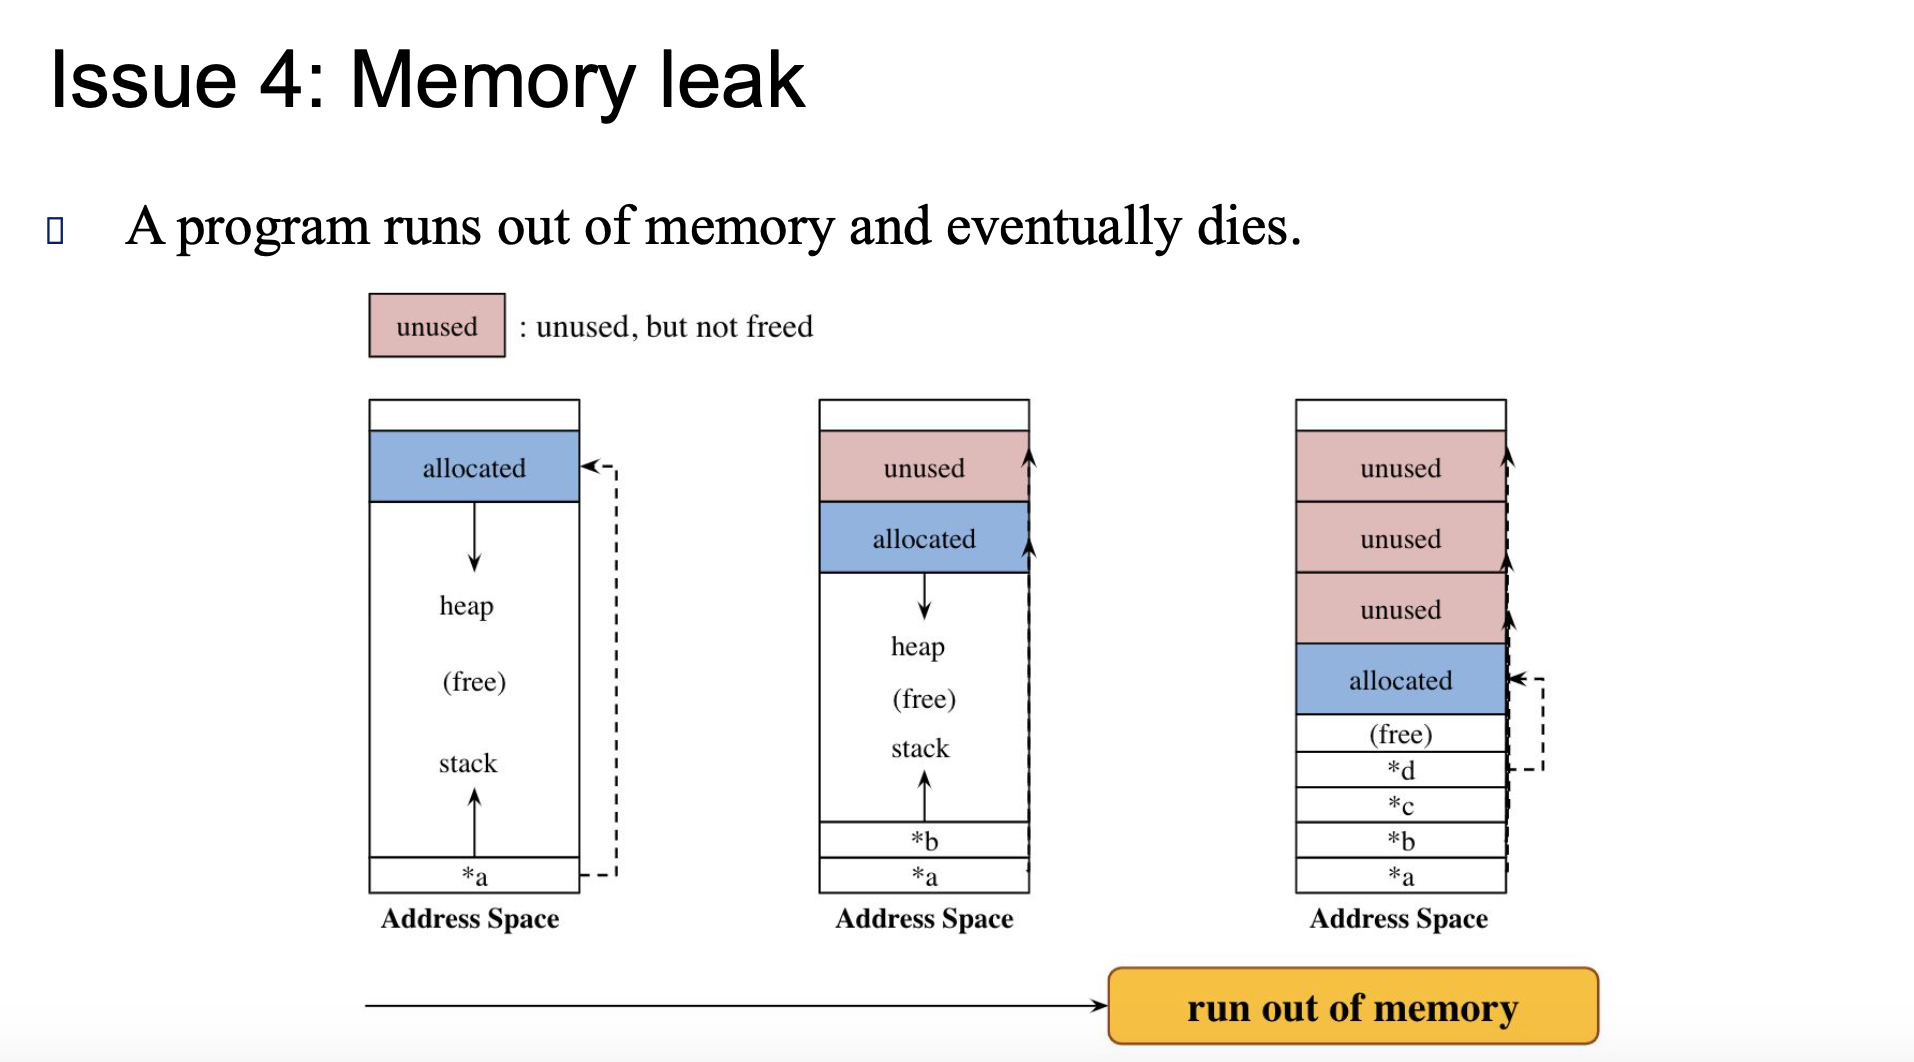 Issue 4: Memory leak
A program runs out of memory and eventually dies.
unused : unused, but not freed
allocated
heap
(free)
stack
*a
Address Space
unused
allocated
heap
(free)
stack
*b
*a
Address Space
unused
unused
unused
allocated
(free)
*d
*c
*b
*a
Address Space
run out of memory